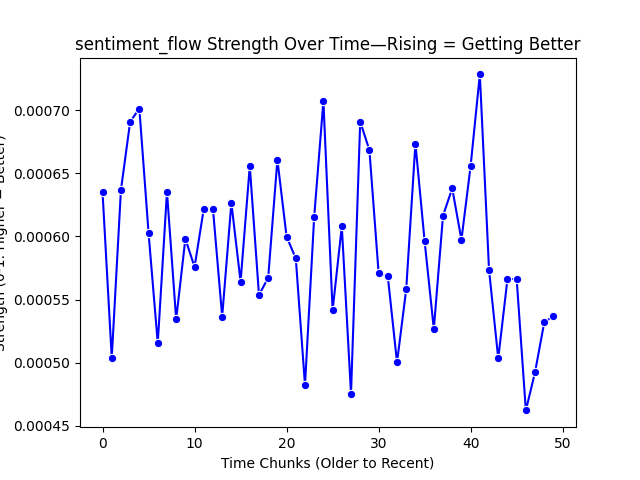 sentiment_flow Strength Over Time—Rising = Getting Better
0.00070
0.00065
0.00060
0.00055
0.00050
0.00045
Strength (0-1: Higher = Better)
0 10 20 30 40 50
Time Chunks (Older to Recent)